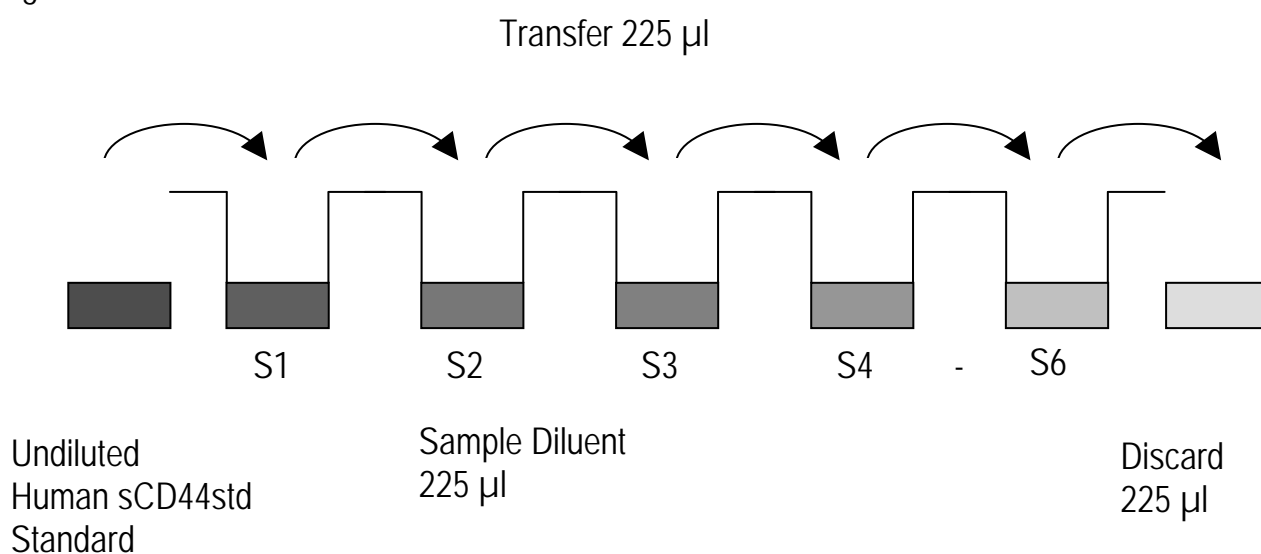 Transfer 225 µl
S1 S2 S3 S4 - S6
Undiluted
Human sCD44std
Standard
Sample Diluent
225 µl
Discard
225 µl